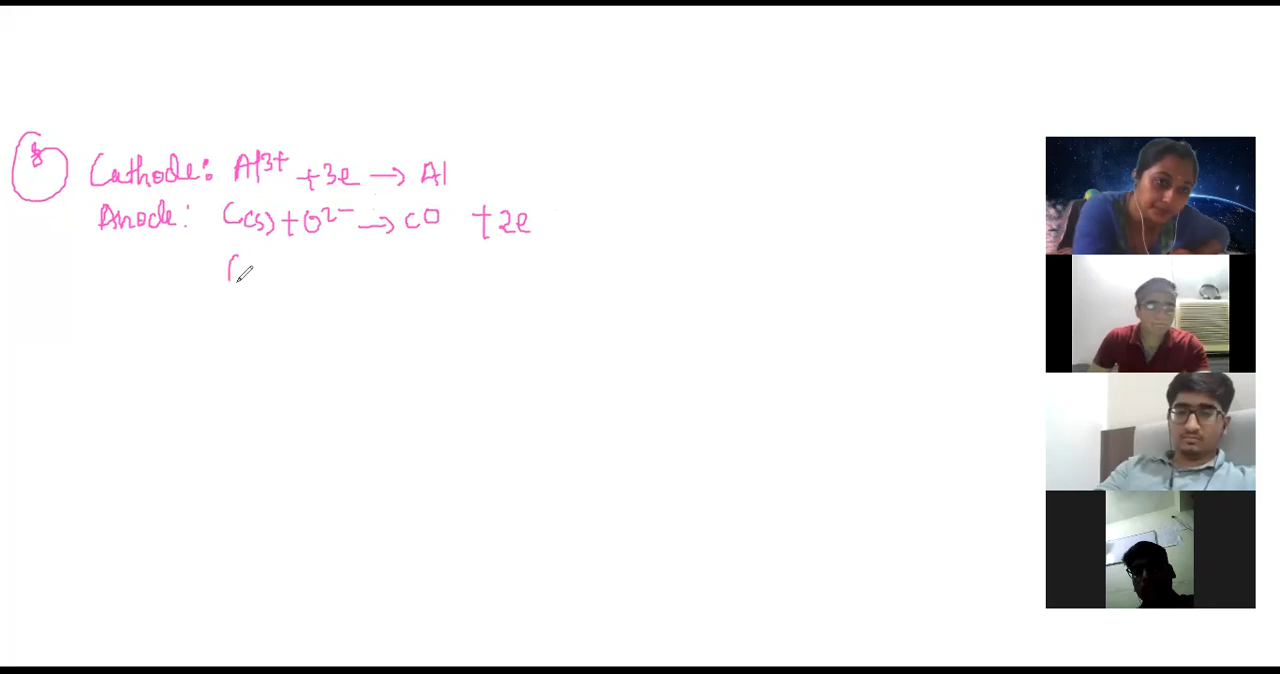 8
Cathode: Al3+ +3e → Al
Anode: C(s) + O2- → CO +2e
(